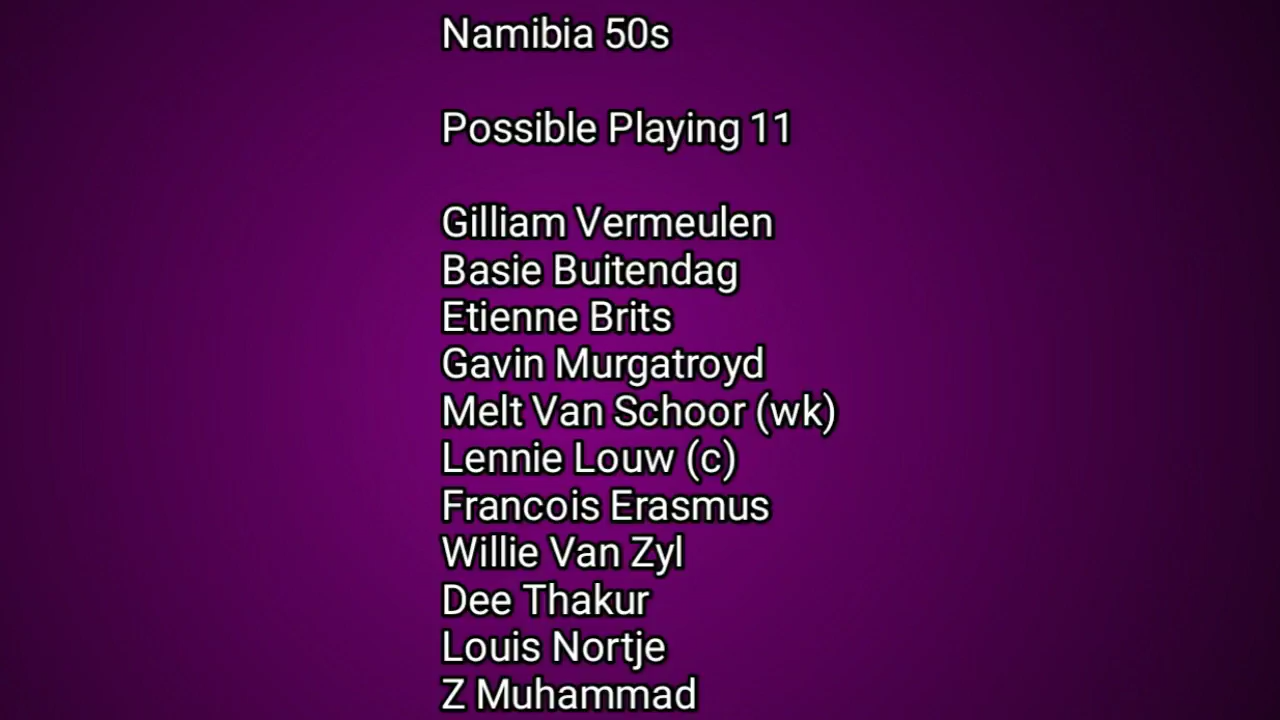 Namibia 50s
Possible Playing 11
Gilliam Vermeulen
Basie Buitendag
Etienne Brits
Gavin Murgatroyd
Melt Van Schoor (wk)
Lennie Louw (c)
Francois Erasmus
Willie Van Zyl
Dee Thakur
Louis Nortje
Z Muhammad